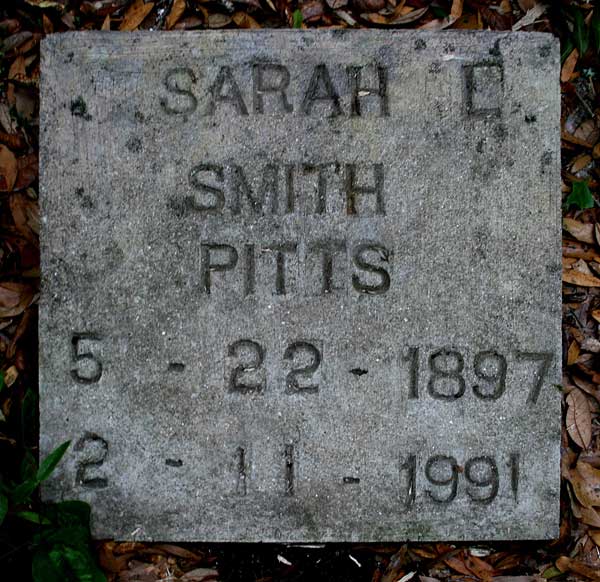 SARAH E
SMITH
PITTS
5 - 22 - 1897
2 - 11 - 1991